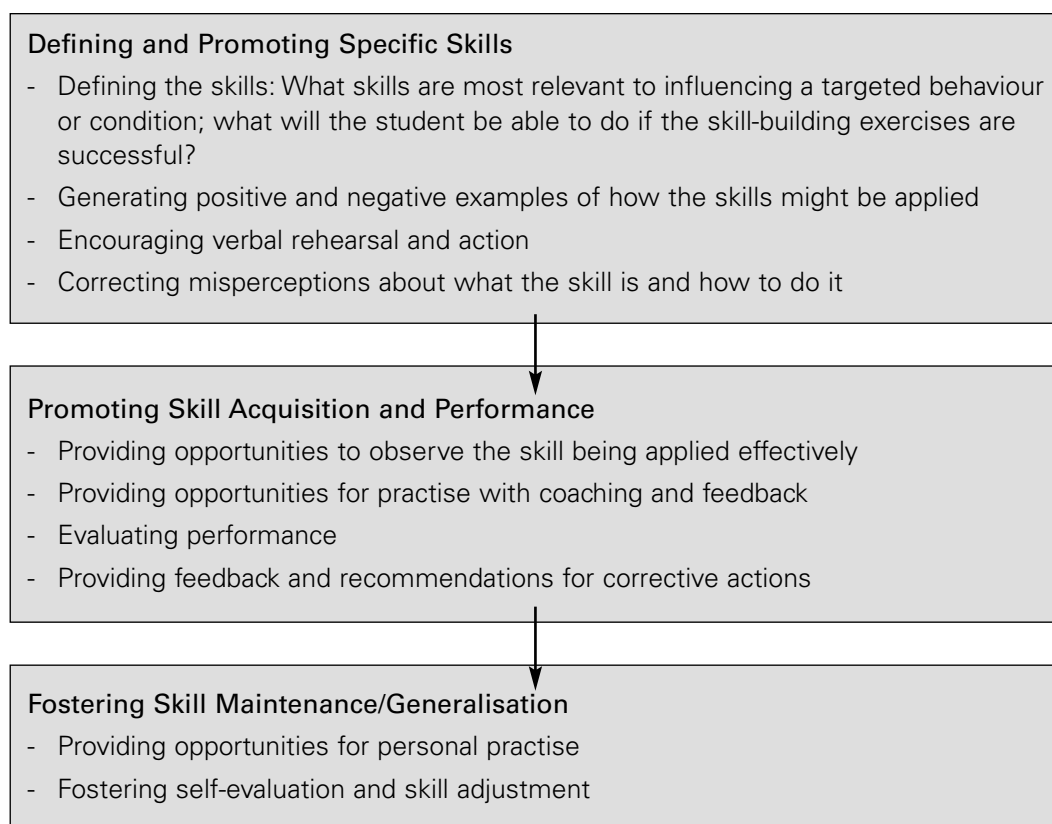 Defining and Promoting Specific Skills
- Defining the skills: What skills are most relevant to influencing a targeted behaviour
or condition; what will the student be able to do if the skill-building exercises are
successful?
- Generating positive and negative examples of how the skills might be applied
- Encouraging verbal rehearsal and action
- Correcting misperceptions about what the skill is and how to do it
Promoting Skill Acquisition and Performance
- Providing opportunities to observe the skill being applied effectively
- Providing opportunities for practise with coaching and feedback
- Evaluating performance
- Providing feedback and recommendations for corrective actions
Fostering Skill Maintenance/Generalisation
- Providing opportunities for personal practise
- Fostering self-evaluation and skill adjustment